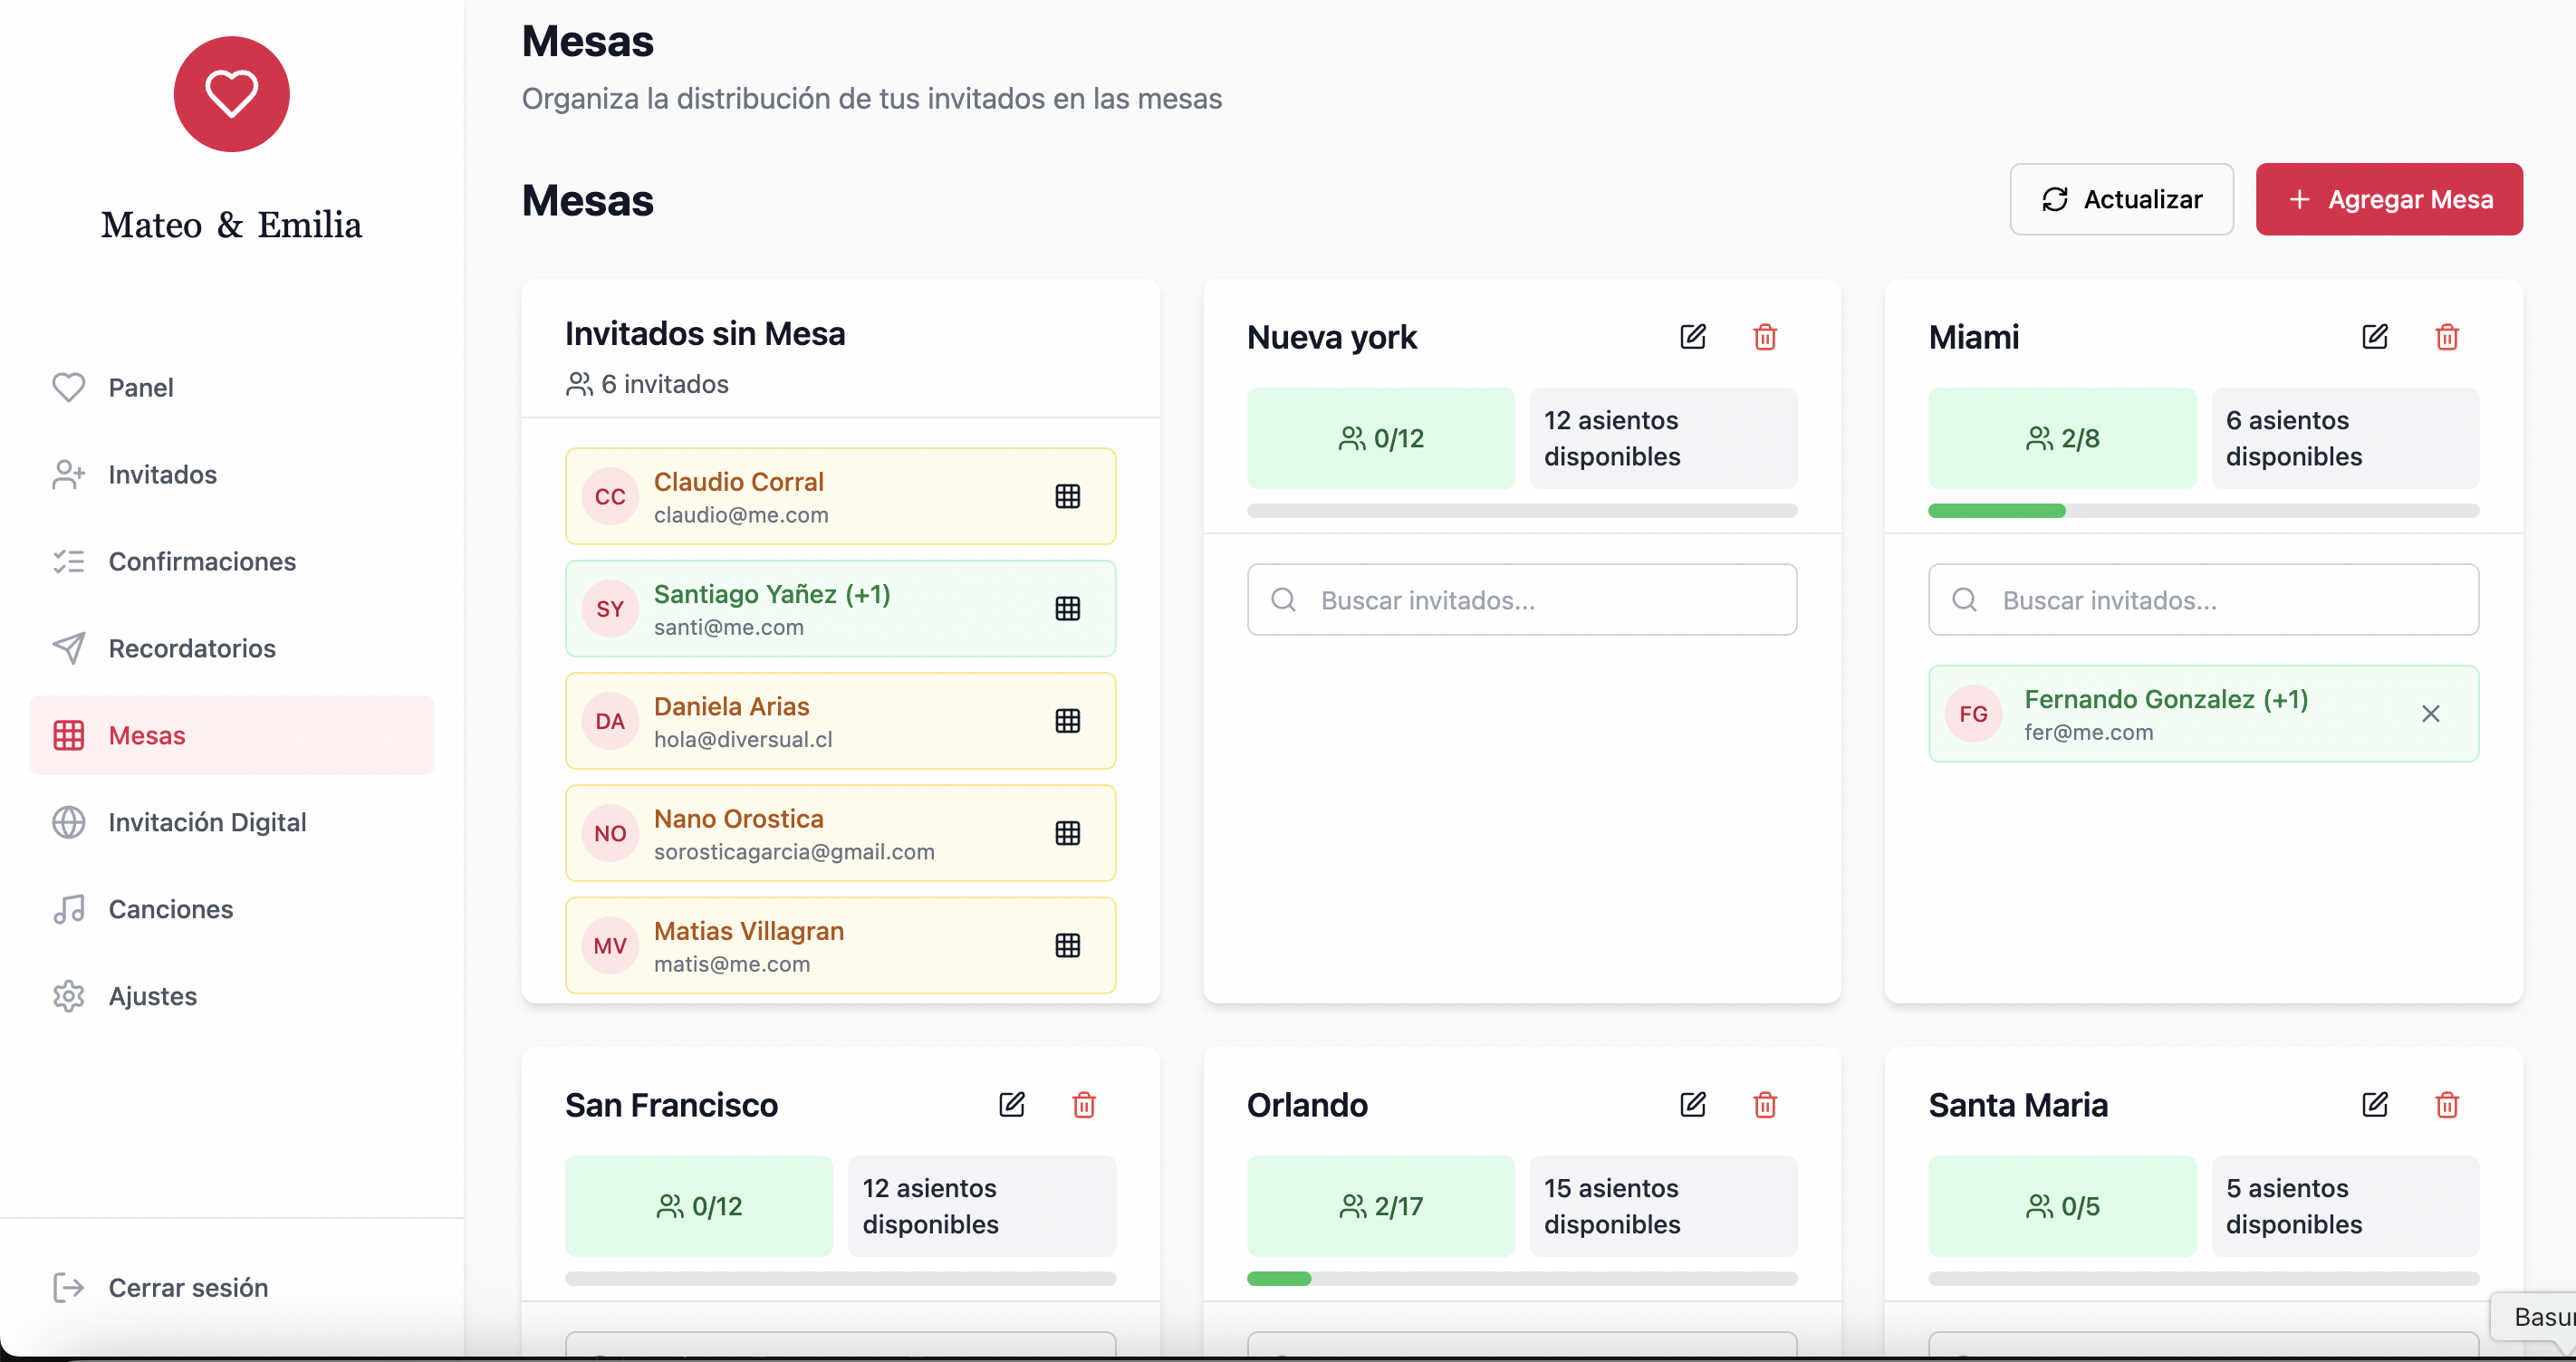 Mateo & Emilia
Panel
Invitados
Confirmaciones
Recordatorios
Mesas
Invitación Digital
Canciones
Ajustes
Cerrar sesión
Mesas
Organiza la distribución de tus invitados en las mesas
Mesas
Actualizar
Agregar Mesa
Invitados sin Mesa
6 invitados
CC
Claudio Corral
claudio@me.com
SY
Santiago Yañez (+1)
santi@me.com
DA
Daniela Arias
hola@diversual.cl
NO
Nano Orostica
sorosticagarcia@gmail.com
MV
Matias Villagran
matis@me.com
Nueva york
0/12
12 asientos
disponibles
Buscar invitados...
Miami
2/8
6 asientos
disponibles
Buscar invitados...
FG
Fernando Gonzalez (+1)
fer@me.com
San Francisco
0/12
12 asientos
disponibles
Orlando
2/17
15 asientos
disponibles
Santa Maria
0/5
5 asientos
disponibles